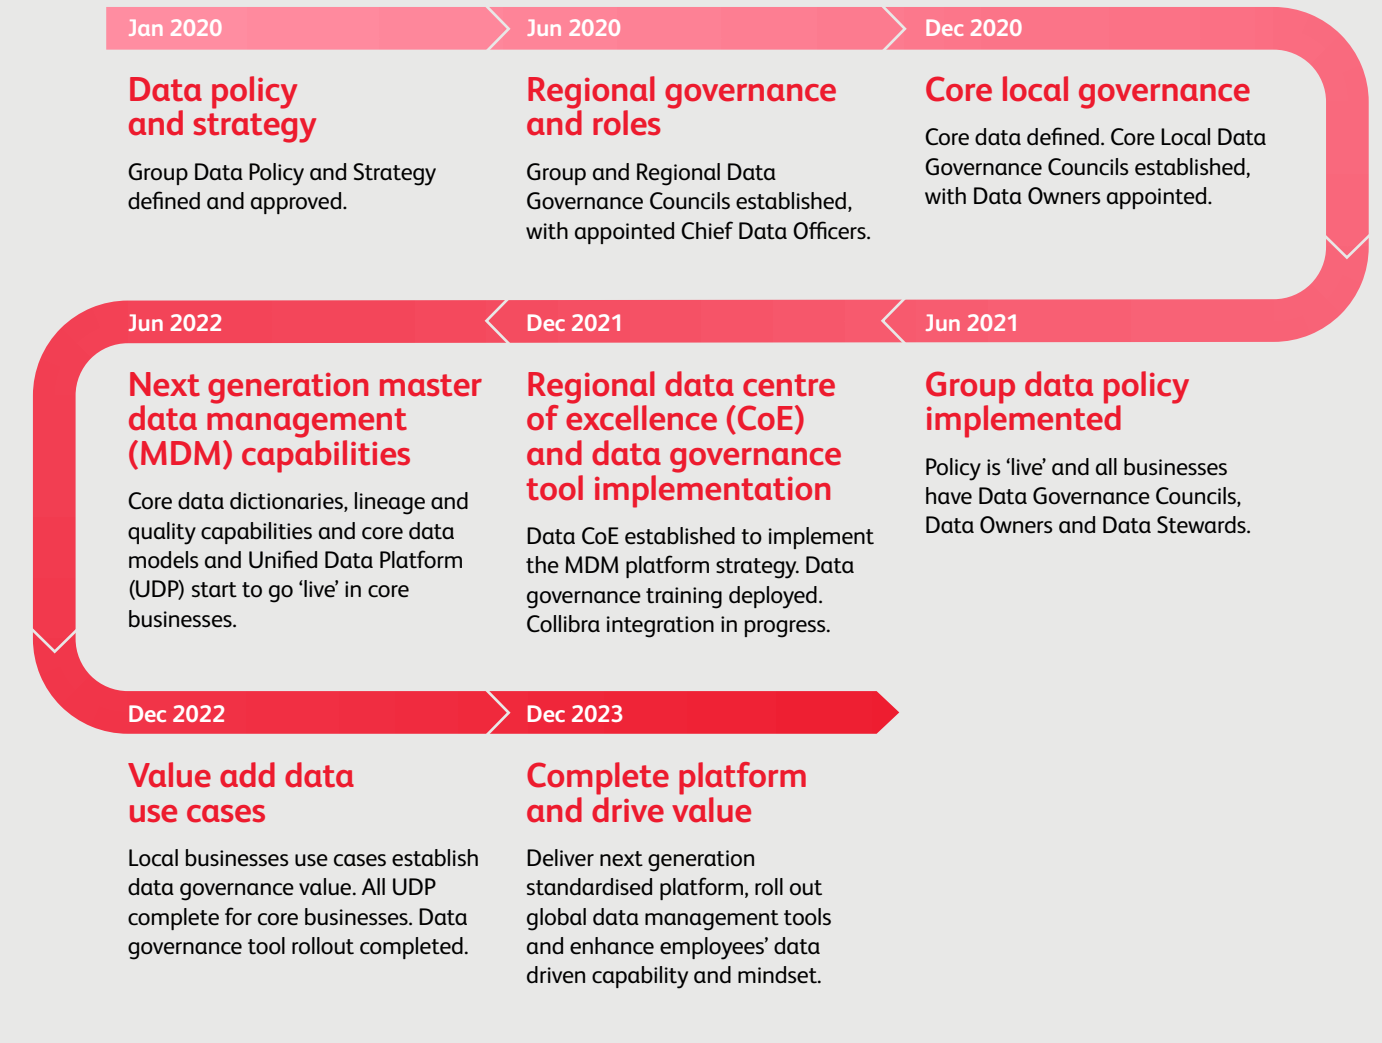 Jan 2020
Data policy
and strategy
Group Data Policy and Strategy
defined and approved.
Jun 2020
Regional governance
and roles
Group and Regional Data
Governance Councils established,
with appointed Chief Data Officers.
Dec 2020
Core local governance
Core data defined. Core Local Data
Governance Councils established,
with Data Owners appointed.
Jun 2021
Group data policy
implemented
Policy is ‘live’ and all businesses
have Data Governance Councils,
Data Owners and Data Stewards.
Dec 2021
Regional data centre
of excellence (CoE)
and data governance
tool implementation
Data CoE established to implement
the MDM platform strategy. Data
governance training deployed.
Collibra integration in progress.
Jun 2022
Next generation master
data management
(MDM) capabilities
Core data dictionaries, lineage and
quality capabilities and core data
models and Unified Data Platform
(UDP) start to go ‘live’ in core
businesses.
Dec 2022
Value add data
use cases
Local businesses use cases establish
data governance value. All UDP
complete for core businesses. Data
governance tool rollout completed.
Dec 2023
Complete platform
and drive value
Deliver next generation
standardised platform, roll out
global data management tools
and enhance employees’ data
driven capability and mindset.